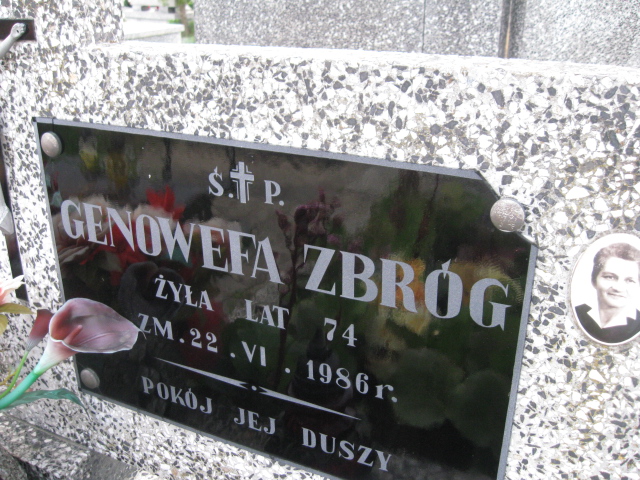 Ś.✝P.
GENOWEFA ZBRÓG
ŻYŁA LAT 74
ZM. 22. VI. 1986 r.
POKÓJ JEJ DUSZY